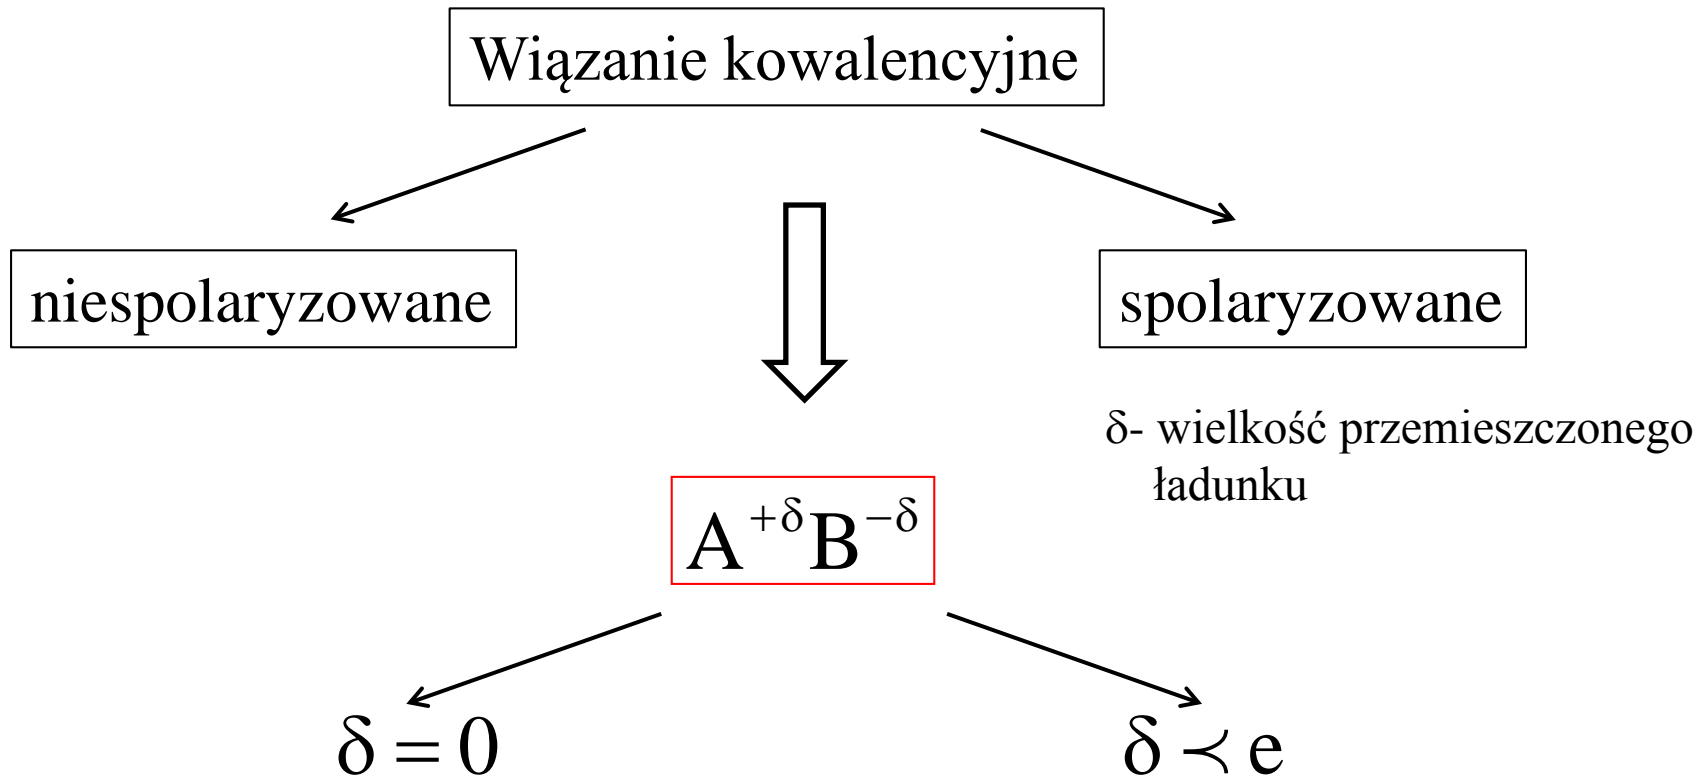 Wiązanie kowalencyjne
niespolaryzowane
spolaryzowane
δ- wielkość przemieszczonego
ładunku
A⁺ᵟB⁻ᵟ
δ = 0
δ ≺ e